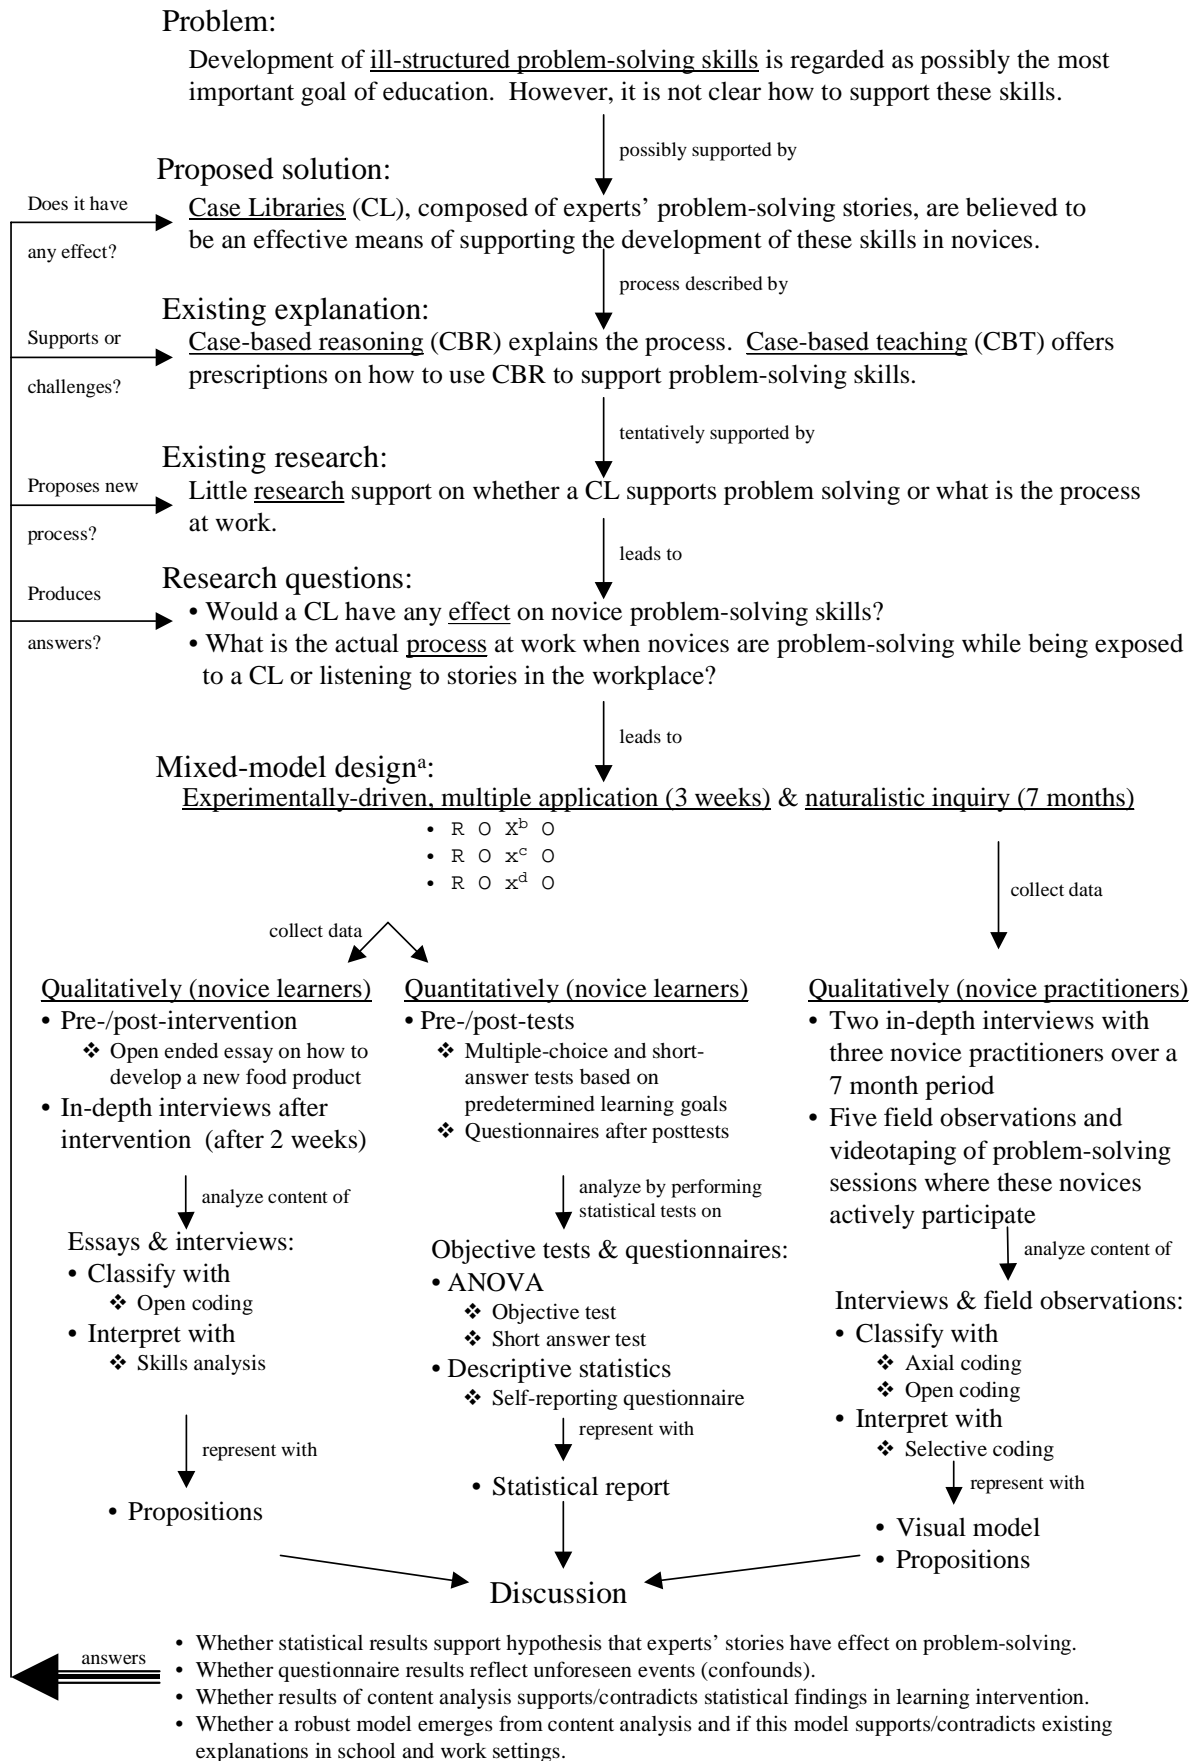 Problem:
Development of ill-structured problem-solving skills is regarded as possibly the most
important goal of education.  However, it is not clear how to support these skills.
possibly supported by
Proposed solution:
Does it have
any effect?
Case Libraries (CL), composed of experts’ problem-solving stories, are believed to
be an effective means of supporting the development of these skills in novices.
process described by
Existing explanation:
Supports or
challenges?
Case-based reasoning (CBR) explains the process.  Case-based teaching (CBT) offers
prescriptions on how to use CBR to support problem-solving skills.
tentatively supported by
Existing research:
Proposes new
process?
Little research support on whether a CL supports problem solving or what is the process
at work.
leads to
Research questions:
Produces
answers?
• Would a CL have any effect on novice problem-solving skills?
• What is the actual process at work when novices are problem-solving while being exposed
to a CL or listening to stories in the workplace?
leads to
Mixed-model designᵃ:
Experimentally-driven, multiple application (3 weeks) & naturalistic inquiry (7 months)
• R O Xᵇ O
• R O xᶜ O
• R O xᵈ O
collect data
collect data
Qualitatively (novice learners)
• Pre-/post-intervention
❖ Open ended essay on how to
develop a new food product
• In-depth interviews after
intervention  (after 2 weeks)
analyze content of
Essays & interviews:
• Classify with
❖ Open coding
• Interpret with
❖ Skills analysis
represent with
• Propositions
Quantitatively (novice learners)
• Pre-/post-tests
❖ Multiple-choice and short-
answer tests based on
predetermined learning goals
❖ Questionnaires after posttests
analyze by performing
statistical tests on
Objective tests & questionnaires:
• ANOVA
❖ Objective test
❖ Short answer test
• Descriptive statistics
❖ Self-reporting questionnaire
represent with
• Statistical report
Qualitatively (novice practitioners)
• Two in-depth interviews with
three novice practitioners over a
7 month period
• Five field observations and
videotaping of problem-solving
sessions where these novices
actively participate
analyze content of
Interviews & field observations:
• Classify with
❖ Axial coding
❖ Open coding
• Interpret with
❖ Selective coding
represent with
• Visual model
• Propositions
Discussion
answers
• Whether statistical results support hypothesis that experts’ stories have effect on problem-solving.
• Whether questionnaire results reflect unforeseen events (confounds).
• Whether results of content analysis supports/contradicts statistical findings in learning intervention.
• Whether a robust model emerges from content analysis and if this model supports/contradicts existing
explanations in school and work settings.